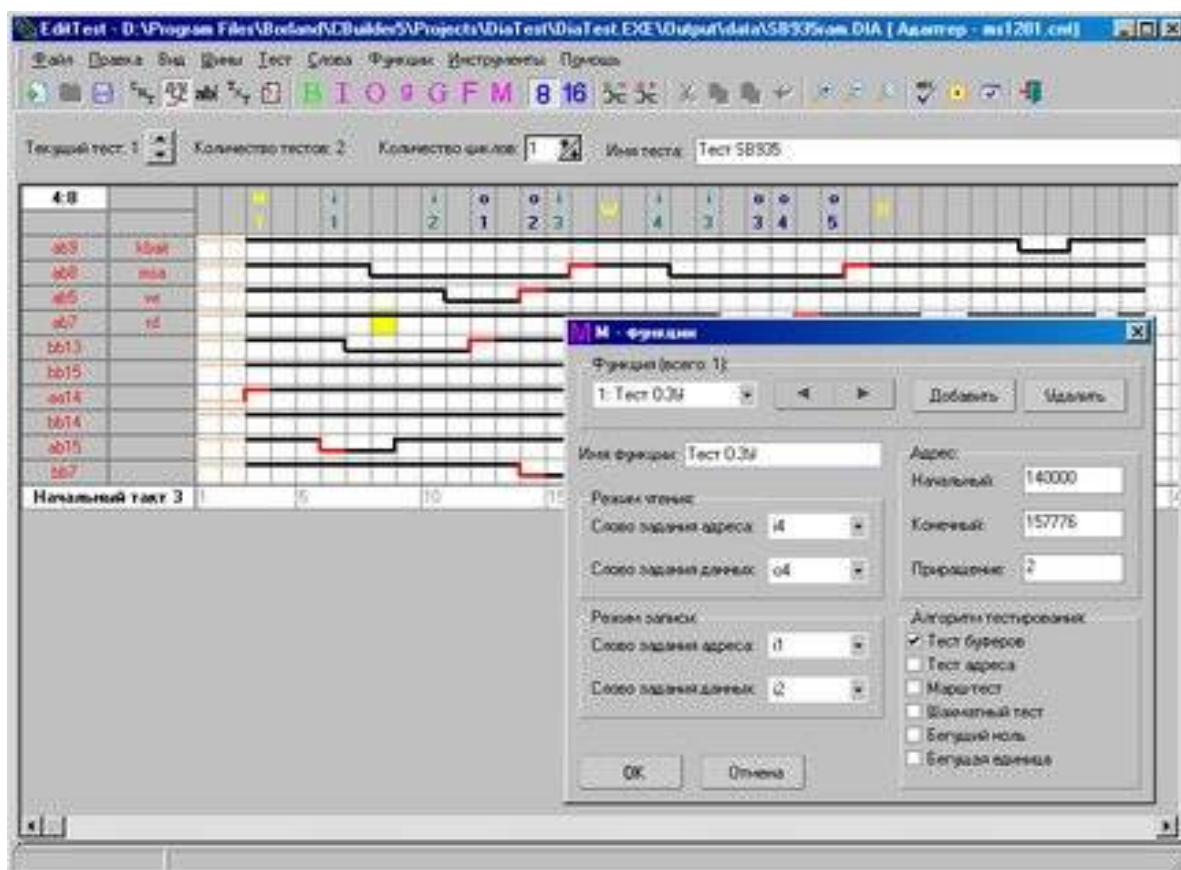 EditTest - D:\Program Files\Borland\CBuilder5\Projects\DiaTest\DiaTest.EXE\Output\data\SB935ram.DIA [ Адаптер - ms1201.cnt]
Файл Правка Вид Шины Тест Слова Функции Инструменты Помощь
abl B I O g G F M 8 16
Текущий тест: 1 Количество тестов: 2 Количество циклов: 1 Имя теста: Тест SB935
4:8 M i i o o i W i i o o o R
1 1 2 1 2 3 4 3 3 4 5
ab9
ab8
ab5 wr
ab7 rd
bb13
bb15
aa14
bb14
ab15
bb7
Начальный такт 3 1 5 10 15
M - функции
Функция (всего: 1):
1: Тест ОЗУ Добавить Удалить
Имя функции: Тест ОЗУ
Режим чтения:
Слово задания адреса: i4
Слово задания данных: o4
Режим записи:
Слово задания адреса: i1
Слово задания данных: i2
OK Отмена
Адрес:
Начальный: 140000
Конечный: 157776
Приращение: 2
Алгоритм тестирования:
Тест буферов
Тест адреса
Марш тест
Шахматный тест
Бегущий ноль
Бегущая единица